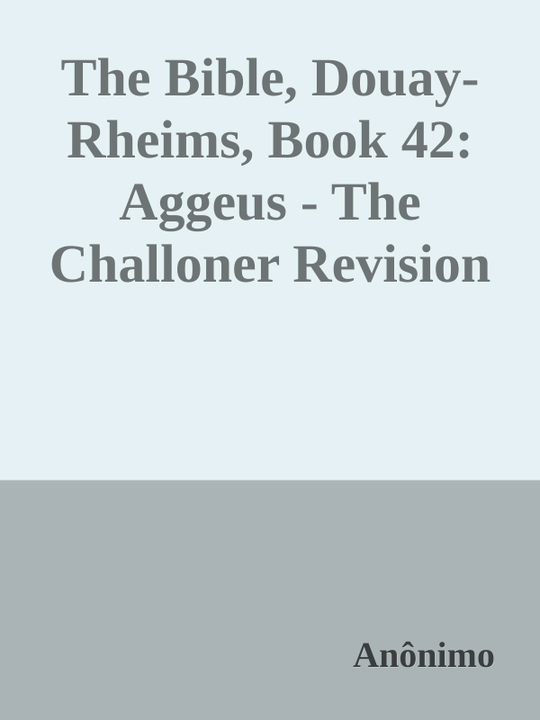 The Bible, Douay-
Rheims, Book 42:
Aggeus - The
Challoner Revision
Anônimo